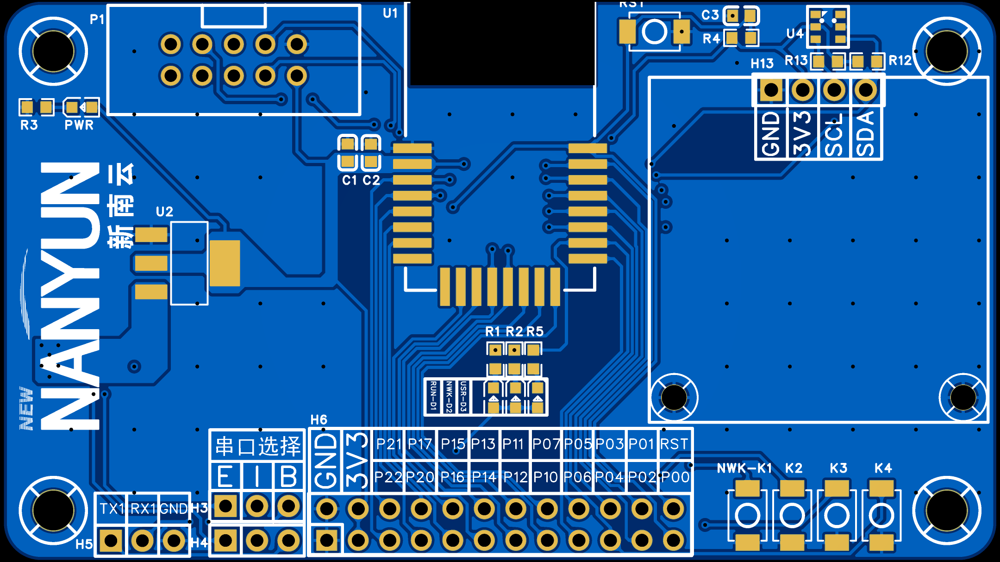 P1
U1
RST
C3
R4
U4
H13
R13
R12
R3
PWR
GND
3V3
SCL
SDA
C1 C2
U2
NEW
NANYUN
新南云
R1 R2 R5
RUN-D1
NWK-D2
USR-D3
H6
GND
3V3
P21 P17 P15 P13 P11 P07 P05 P03 P01 RST
P22 P20 P16 P14 P12 P10 P06 P04 P02 P00
串口选择
E I B
NWK-K1 K2 K3 K4
TX1 RX1 GND
H3
H5
H4